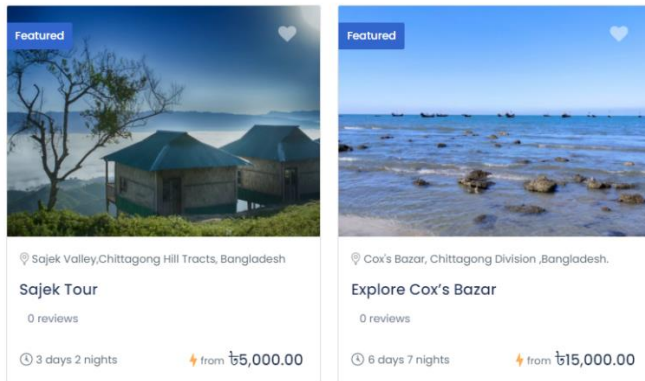 Featured
Sajek Valley,Chittagong Hill Tracts, Bangladesh
Sajek Tour
0 reviews
3 days 2 nights
from ৳5,000.00
Featured
Cox's Bazar, Chittagong Division ,Bangladesh.
Explore Cox’s Bazar
0 reviews
6 days 7 nights
from ৳15,000.00